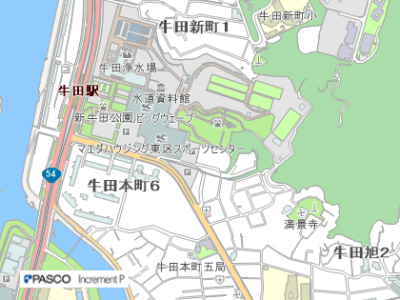 牛田新町1
牛田新町小
牛田浄水場
牛田駅
水道資料館
新牛田公園
ビッグウェーブ
マエダハウジング東区スポーツセンター
54
牛田本町6
満景寺
牛田旭2
牛田本町五局
PASCO Increment P